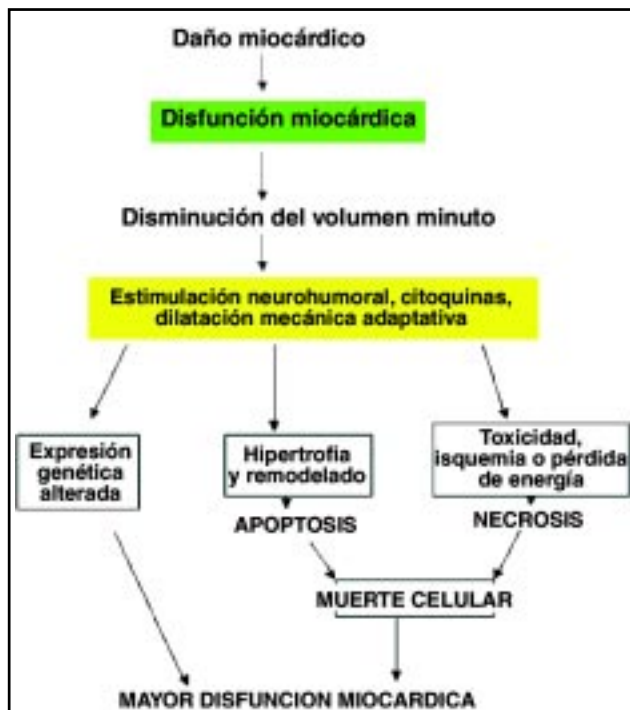 Daño miocárdico
Disfunción miocárdica
Disminución del volumen minuto
Estimulación neurohumoral, citoquinas,
dilatación mecánica adaptativa
Expresión
genética
alterada
Hipertrofia
y remodelado
Toxicidad,
isquemia o pérdida
de energía
APOPTOSIS
NECROSIS
MUERTE CELULAR
MAYOR DISFUNCION MIOCARDICA